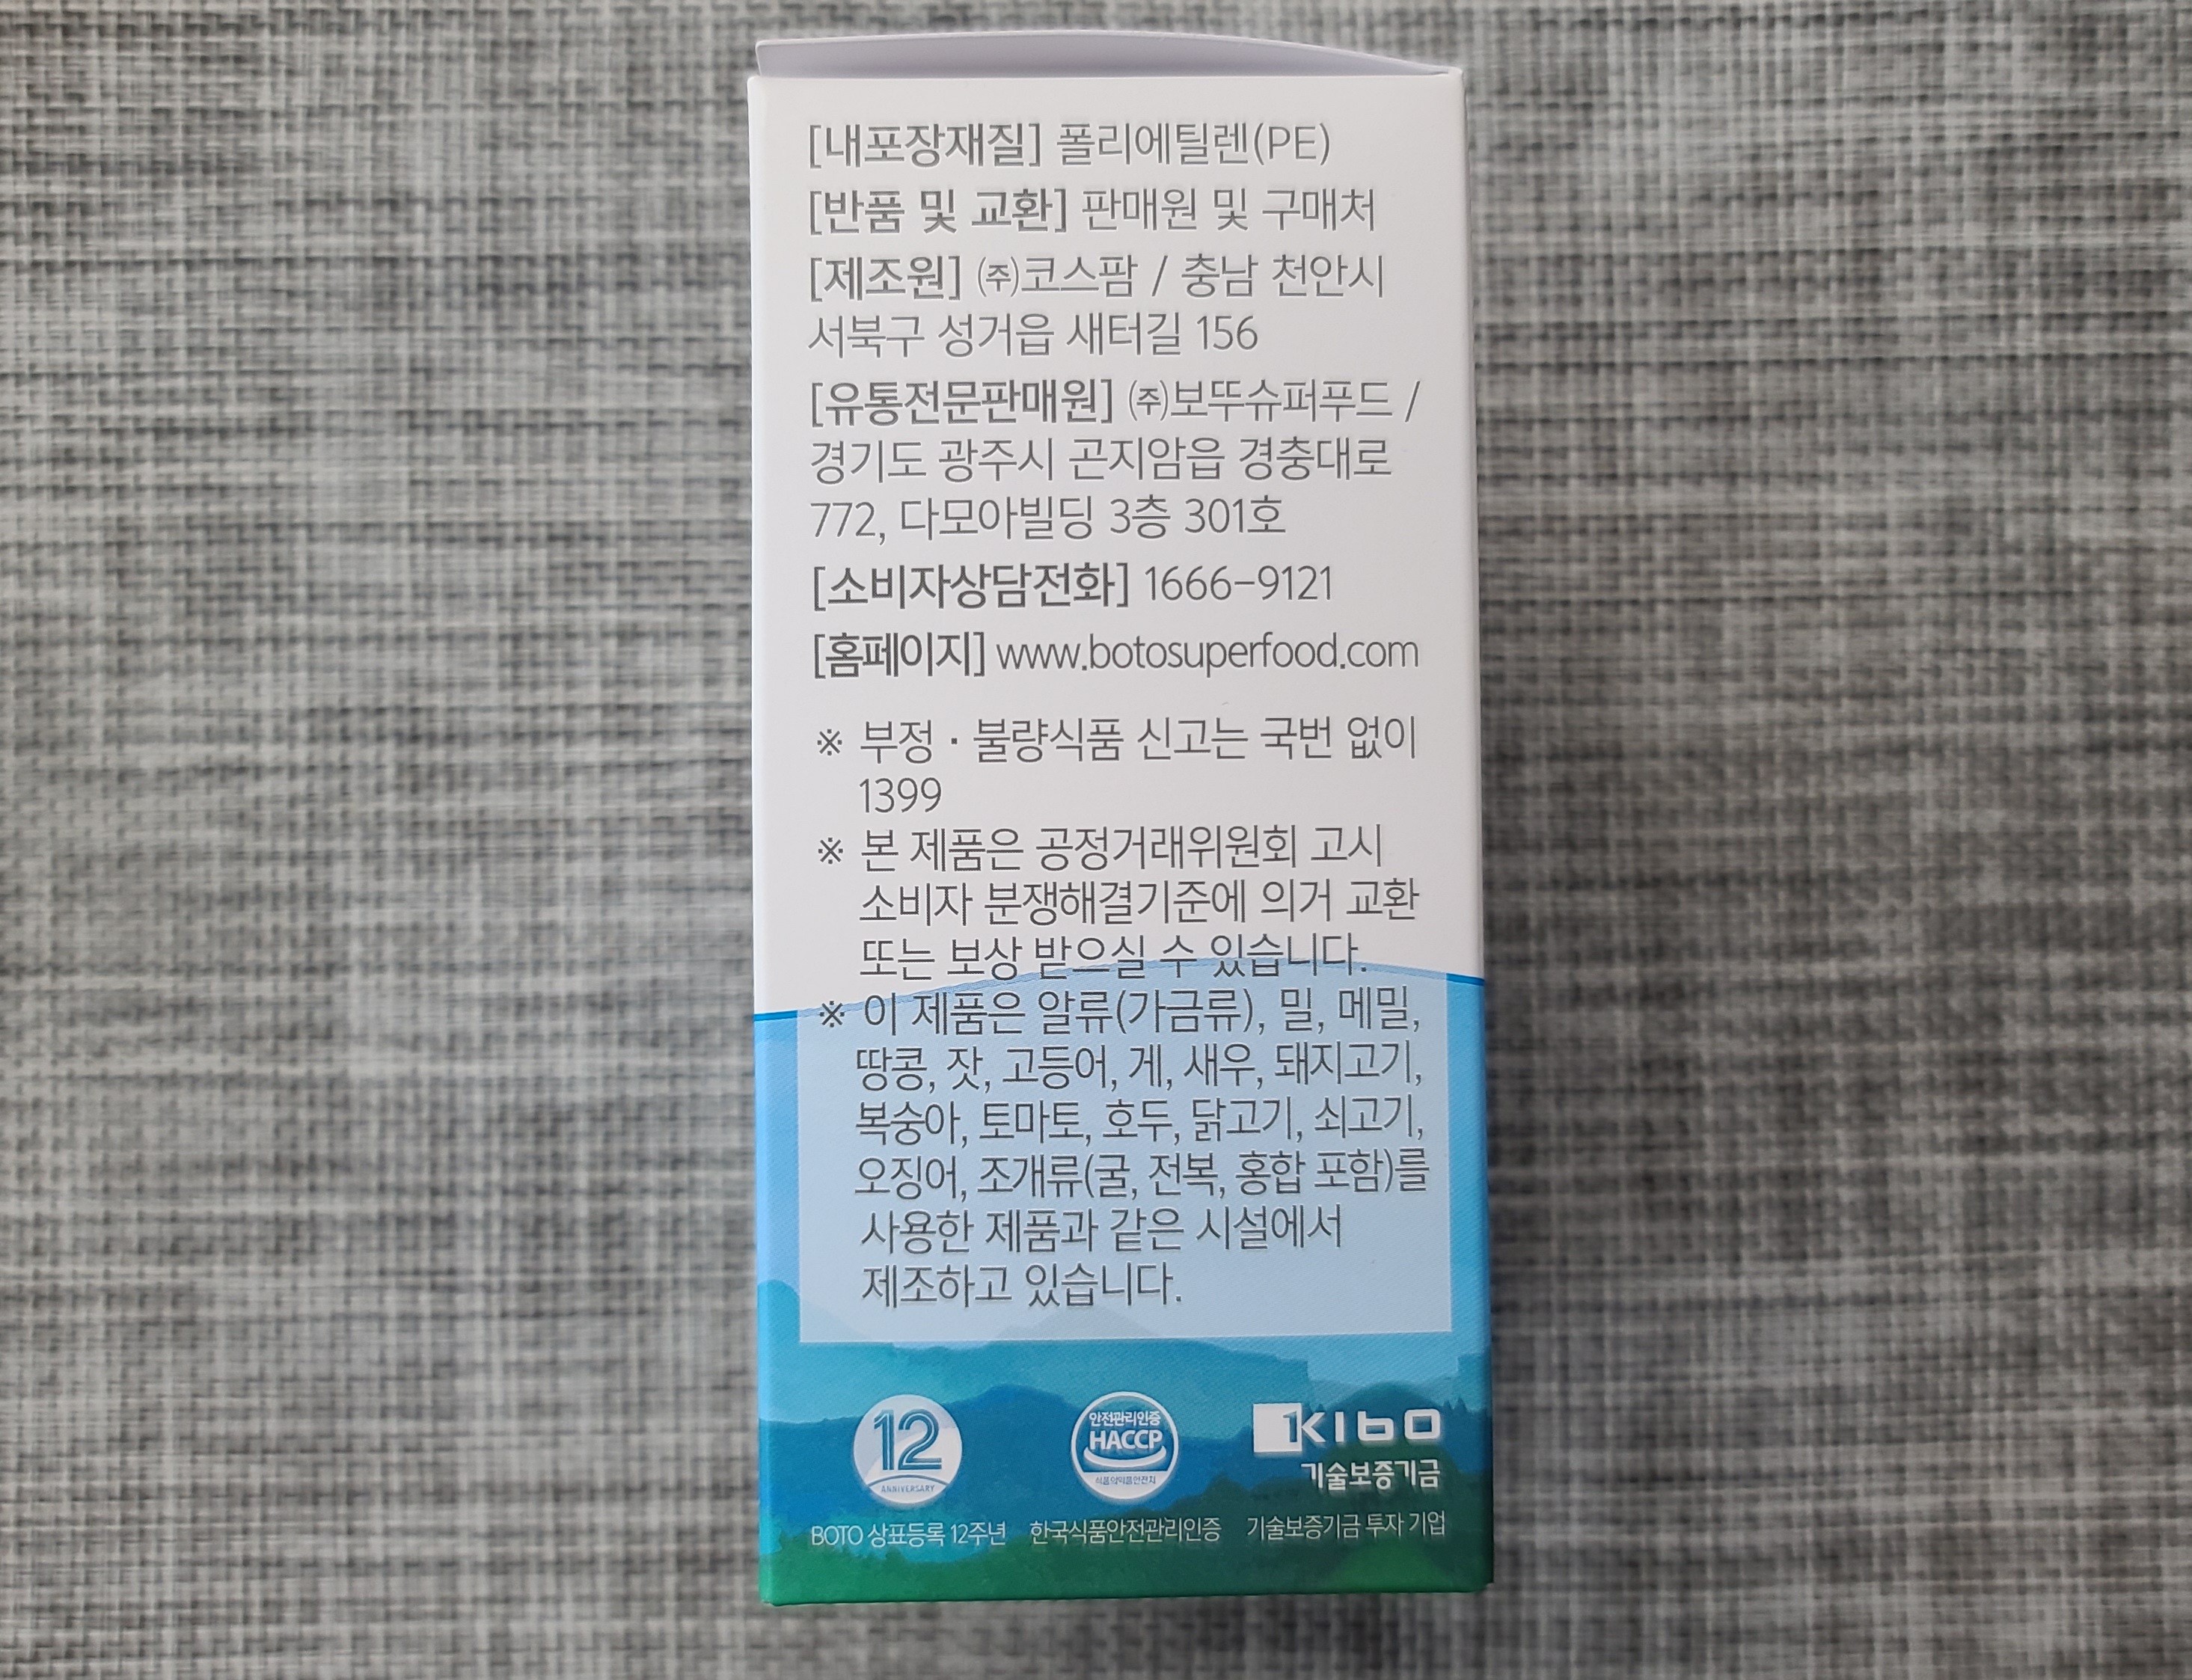 [내포장재질] 폴리에틸렌(PE)
[반품 및 교환] 판매원 및 구매처
[제조원] ㈜코스팜 / 충남 천안시
서북구 성거읍 새터길 156
[유통전문판매원] ㈜보뚜슈퍼푸드 /
경기도 광주시 곤지암읍 경충대로
772, 다모아빌딩 3층 301호
[소비자상담전화] 1666-9121
[홈페이지] www.botosuperfood.com
※ 부정 · 불량식품 신고는 국번 없이
1399
※ 본 제품은 공정거래위원회 고시
소비자 분쟁해결기준에 의거 교환
또는 보상 받으실 수 있습니다.
※ 이 제품은 알류(가금류), 밀, 메밀,
땅콩, 잣, 고등어, 게, 새우, 돼지고기,
복숭아, 토마토, 호두, 닭고기, 쇠고기,
오징어, 조개류(굴, 전복, 홍합 포함)를
사용한 제품과 같은 시설에서
제조하고 있습니다.
12
ANNIVERSARY
BOTO 상표등록 12주년
안전관리인증
HACCP
식품의약품안전처
한국식품안전관리인증
KIBO
기술보증기금
기술보증기금 투자 기업